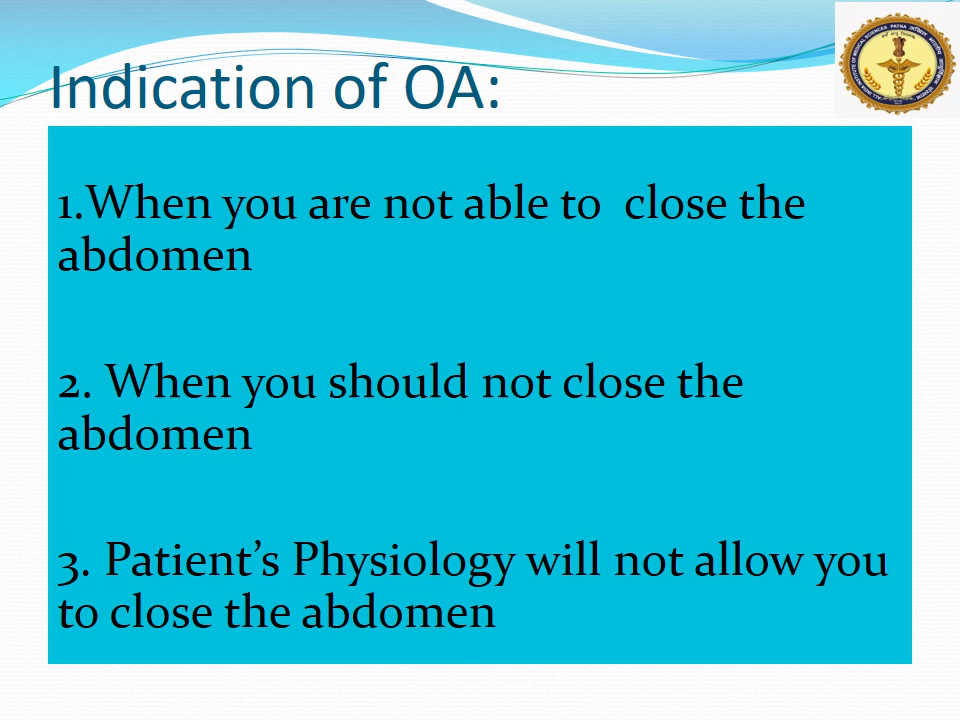 Indication of OA:
1.When you are not able to  close the
abdomen
2. When you should not close the
abdomen
3. Patient’s Physiology will not allow you
to close the abdomen